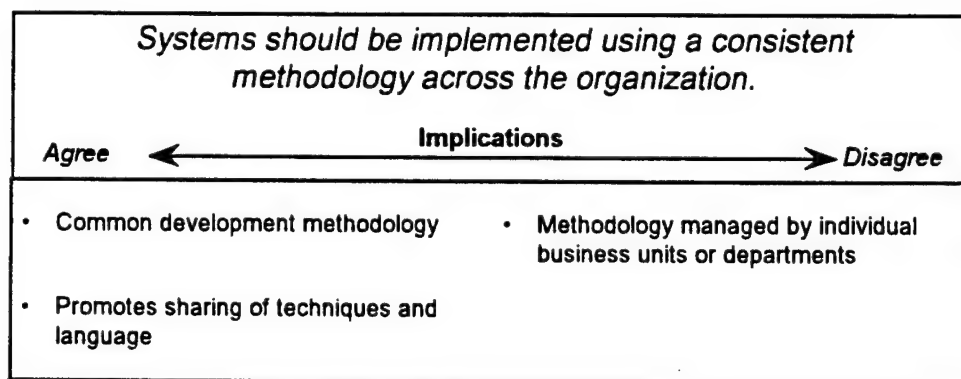 Systems should be implemented using a consistent
methodology across the organization.
Implications
Agree
Disagree
• Common development methodology
• Promotes sharing of techniques and
language
• Methodology managed by individual
business units or departments